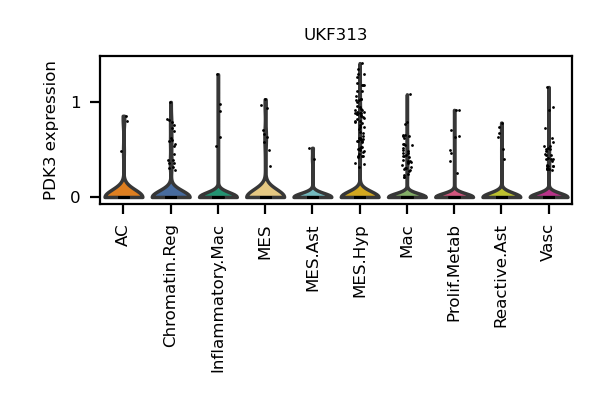 UKF313
PDK3 expression
1
0
AC
Chromatin.Reg
Inflammatory.Mac
MES
MES.Ast
MES.Hyp
Mac
Prolif.Metab
Reactive.Ast
Vasc